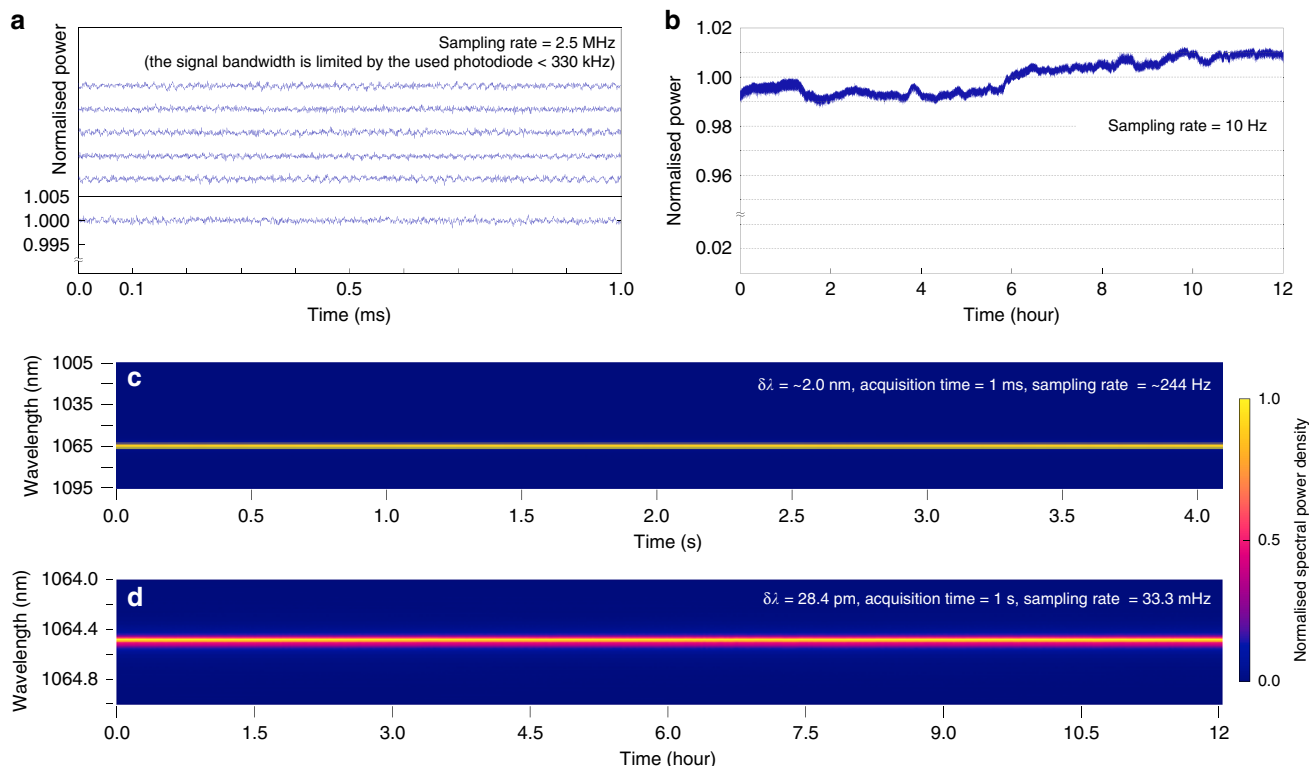 a
Normalised power
Sampling rate = 2.5 MHz
(the signal bandwidth is limited by the used photodiode < 330 kHz)
1.005
1.000
0.995
≈
0.0 0.1 0.5 1.0
Time (ms)
b
Normalised power
1.02
1.00
0.98
0.96
≈
0.02
Sampling rate = 10 Hz
0 2 4 6 8 10 12
Time (hour)
c
Wavelength (nm)
1005
1035
1065
1095
δλ = ~2.0 nm, acquisition time = 1 ms, sampling rate = ~244 Hz
0.0 0.5 1.0 1.5 2.0 2.5 3.0 3.5 4.0
Time (s)
d
Wavelength (nm)
1064.0
1064.4
1064.8
δλ = 28.4 pm, acquisition time = 1 s, sampling rate = 33.3 mHz
0.0 1.5 3.0 4.5 6.0 7.5 9.0 10.5 12
Time (hour)
1.0
0.5
0.0
Normalised spectral power density